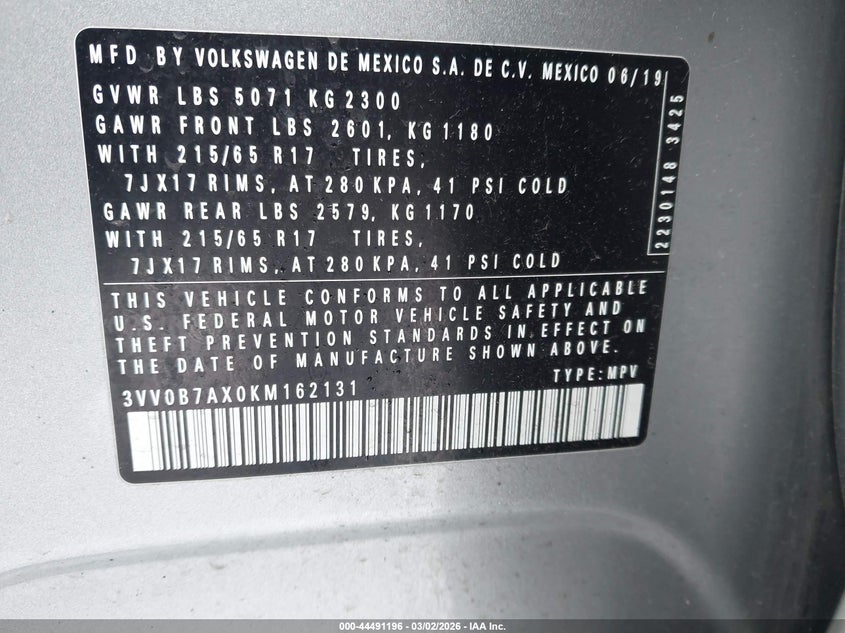 MFD BY VOLKSWAGEN DE MEXICO S.A. DE C.V. MEXICO 06/19
GVWR LBS 5071 KG 2300
GAWR FRONT LBS 2601, KG 1180
WITH 215/65 R17 TIRES,
7JX17 RIMS, AT 280 KPA, 41 PSI COLD
GAWR REAR LBS 2579, KG 1170
WITH 215/65 R17 TIRES,
7JX17 RIMS, AT 280 KPA, 41 PSI COLD
2230148 3425
THIS VEHICLE CONFORMS TO ALL APPLICABLE
U.S. FEDERAL MOTOR VEHICLE SAFETY AND
THEFT PREVENTION STANDARDS IN EFFECT ON
THE DATE OF MANUFACTURE SHOWN ABOVE.
TYPE: MPV
3VV0B7AX0KM162131
000-44491196 - 03/02/2026 - IAA Inc.